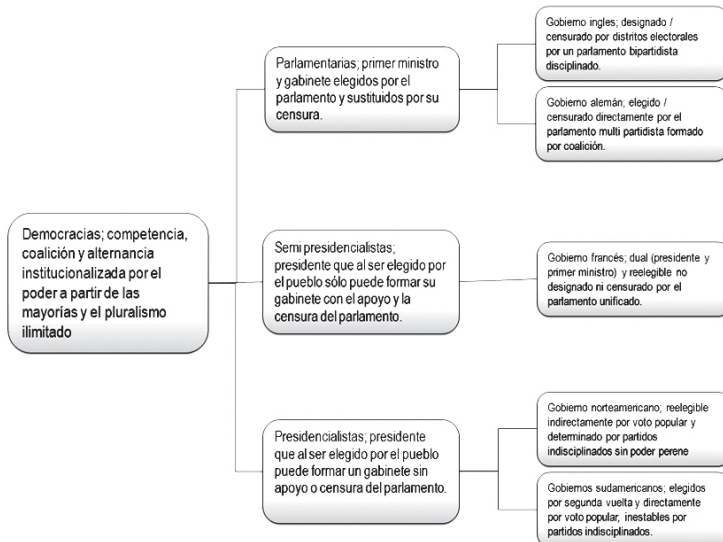 Democracias; competencia,
coalición y alternancia
institucionalizada por el
poder a partir de las
mayorías y el pluralismo
ilimitado
Parlamentarias; primer ministro
y gabinete elegidos por el
parlamento y sustituidos por su
censura.
Gobierno ingles; designado /
censurado por distritos electorales
por un parlamento bipartidista
disciplinado.
Gobierno alemán; elegido /
censurado directamente por el
parlamento multi partidista formado
por coalición.
Semi presidencialistas;
presidente que al ser elegido por
el pueblo sólo puede formar su
gabinete con el apoyo y la
censura del parlamento.
Gobierno francés; dual (presidente y
primer ministro) y reelegible no
designado ni censurado por el
parlamento unificado.
Presidencialistas; presidente
que al ser elegido por el pueblo
puede formar un gabinete sin
apoyo o censura del parlamento.
Gobierno norteamericano; reelegible
indirectamente por voto popular y
determinado por partidos
indisciplinados sin poder perene
Gobiernos sudamericanos; elegidos
por segunda vuelta y directamente
por voto popular, inestables por
partidos indisciplinados.